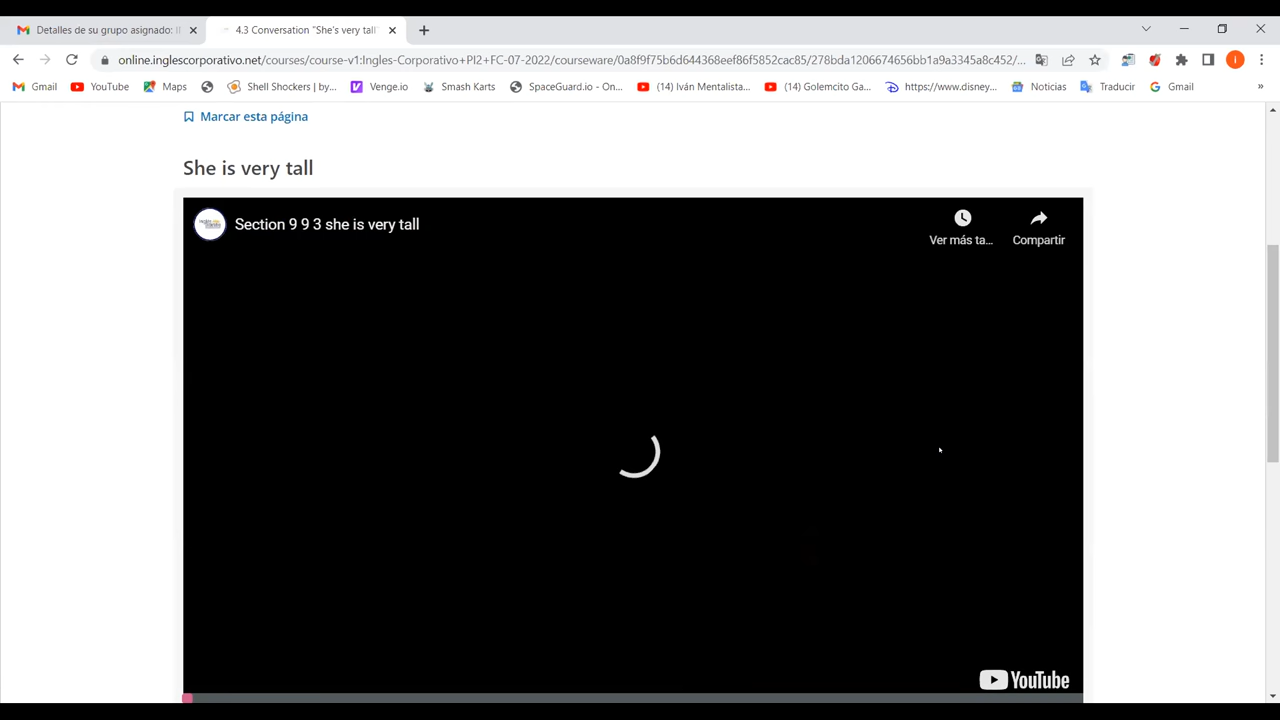 Detalles de su grupo asignado: II
4.3 Conversation "She's very tall"
online.inglescorporativo.net/courses/course-v1:Ingles-Corporativo+PI2+FC17-2022/courseware/0a8f9f75b6d644368eef86f5852cac85/278bda1206674656bb1a9a3345a8c452/...
Gmail YouTube Maps Shell Shockers | by... Venge.io Smash Karts SpaceGuard.io - On... (14) Iván Mentalista... (14) Golemcito Ga... https://www.disney... Noticias Traducir Gmail »
Marcar esta página
She is very tall
Section 9 9 3 she is very tall
Ver más ta... Compartir
YouTube